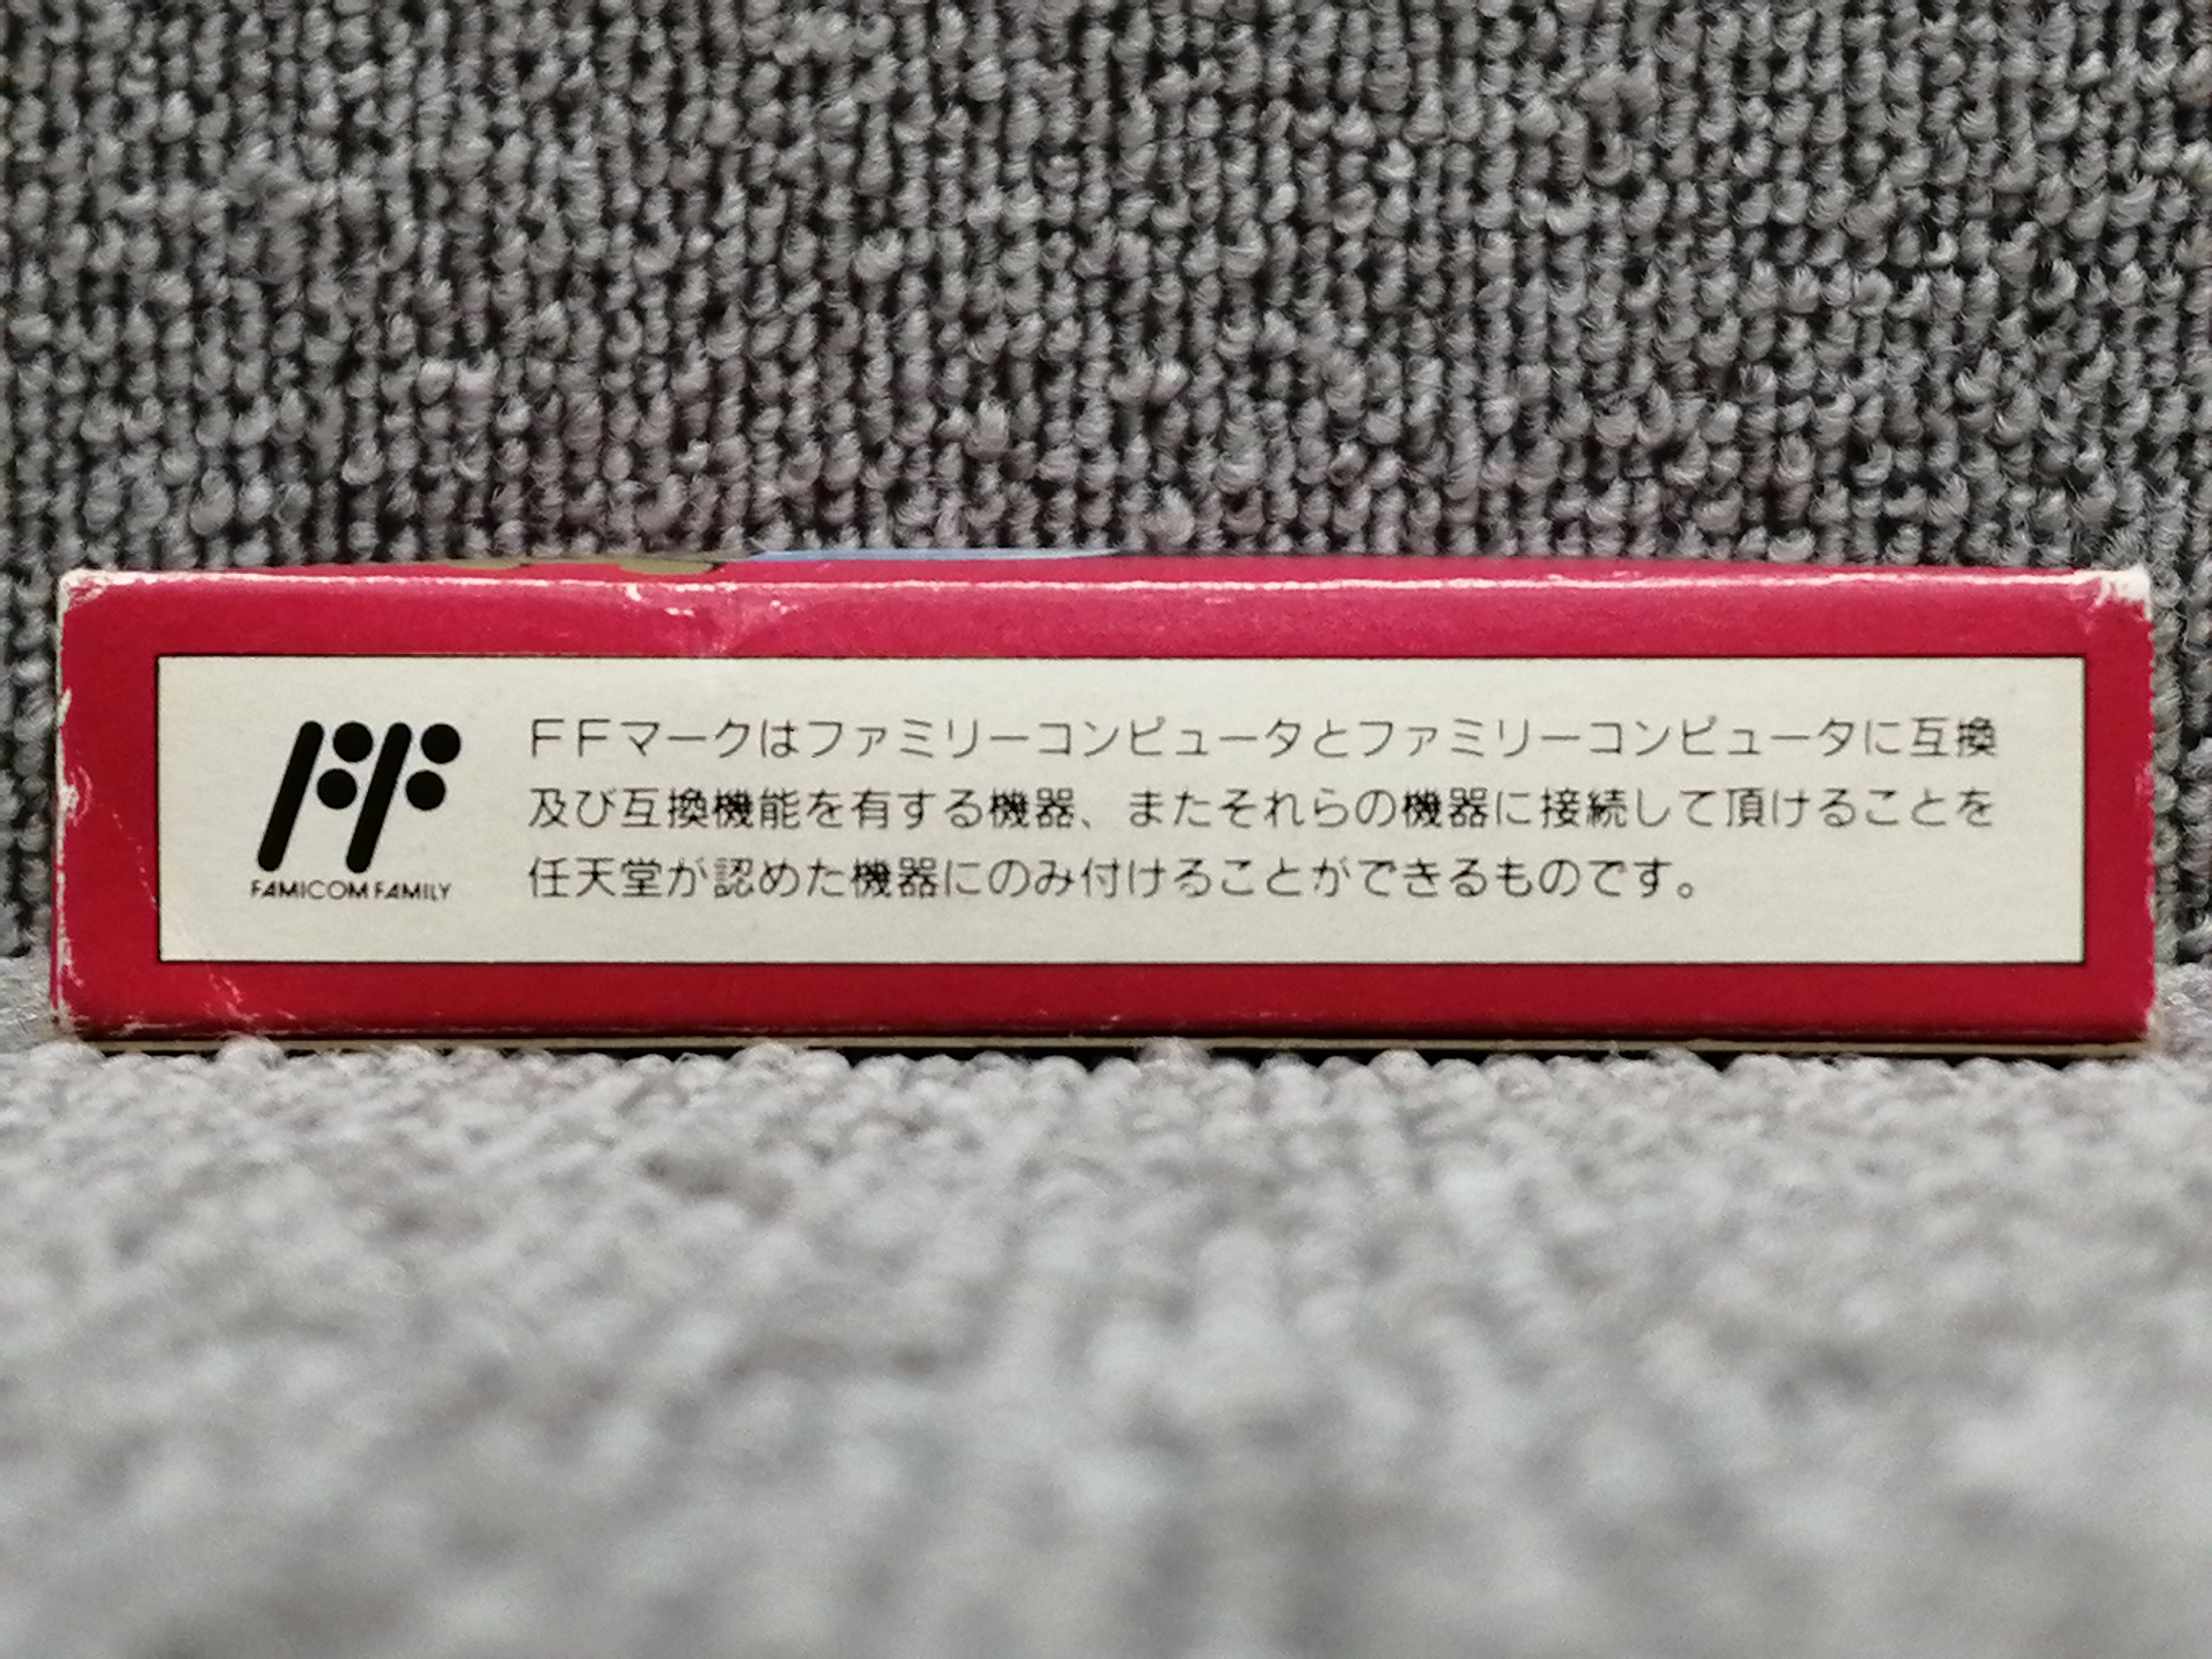 FAMICOM FAMILY
ＦＦマークはファミリーコンピュータとファミリーコンピュータに互換
及び互換機能を有する機器、またそれらの機器に接続して頂けることを
任天堂が認めた機器にのみ付けることができるものです。